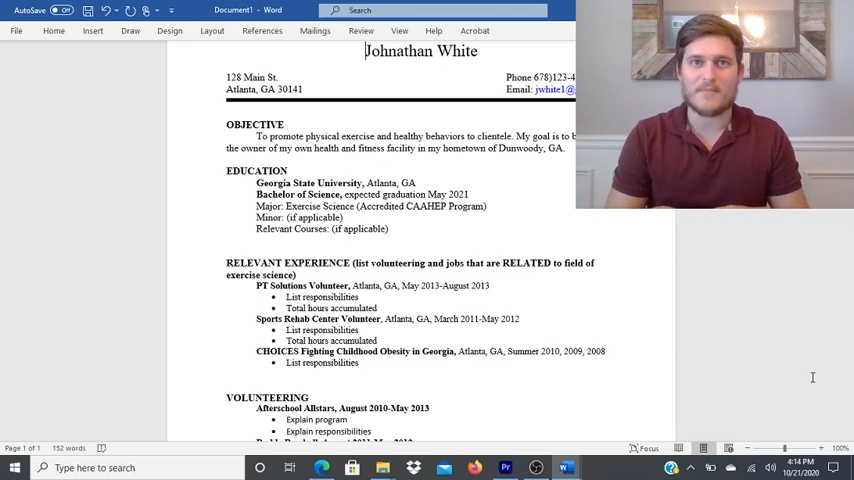 AutoSave Off Document1 - Word Search
File Home Insert Draw Design Layout References Mailings Review View Help Acrobat
Johnathan White
128 Main St. Phone 678)123-4
Atlanta, GA 30141 Email: jwhite1@
OBJECTIVE
To promote physical exercise and healthy behaviors to clientele. My goal is to
the owner of my own health and fitness facility in my hometown of Dunwoody, GA.
EDUCATION
Georgia State University, Atlanta, GA
Bachelor of Science, expected graduation May 2021
Major: Exercise Science (Accredited CAAHEP Program)
Minor: (if applicable)
Relevant Courses: (if applicable)
RELEVANT EXPERIENCE (list volunteering and jobs that are RELATED to field of
exercise science)
PT Solutions Volunteer, Atlanta, GA, May 2013-August 2013
• List responsibilities
• Total hours accumulated
Sports Rehab Center Volunteer, Atlanta, GA, March 2011-May 2012
• List responsibilities
• Total hours accumulated
CHOICES Fighting Childhood Obesity in Georgia, Atlanta, GA, Summer 2010, 2009, 2008
• List responsibilities
VOLUNTEERING
Afterschool Allstars, August 2010-May 2013
• Explain program
• Explain responsibilities
Page 1 of 1 152 words Focus 100%
Type here to search 4:14 PM
10/21/2020